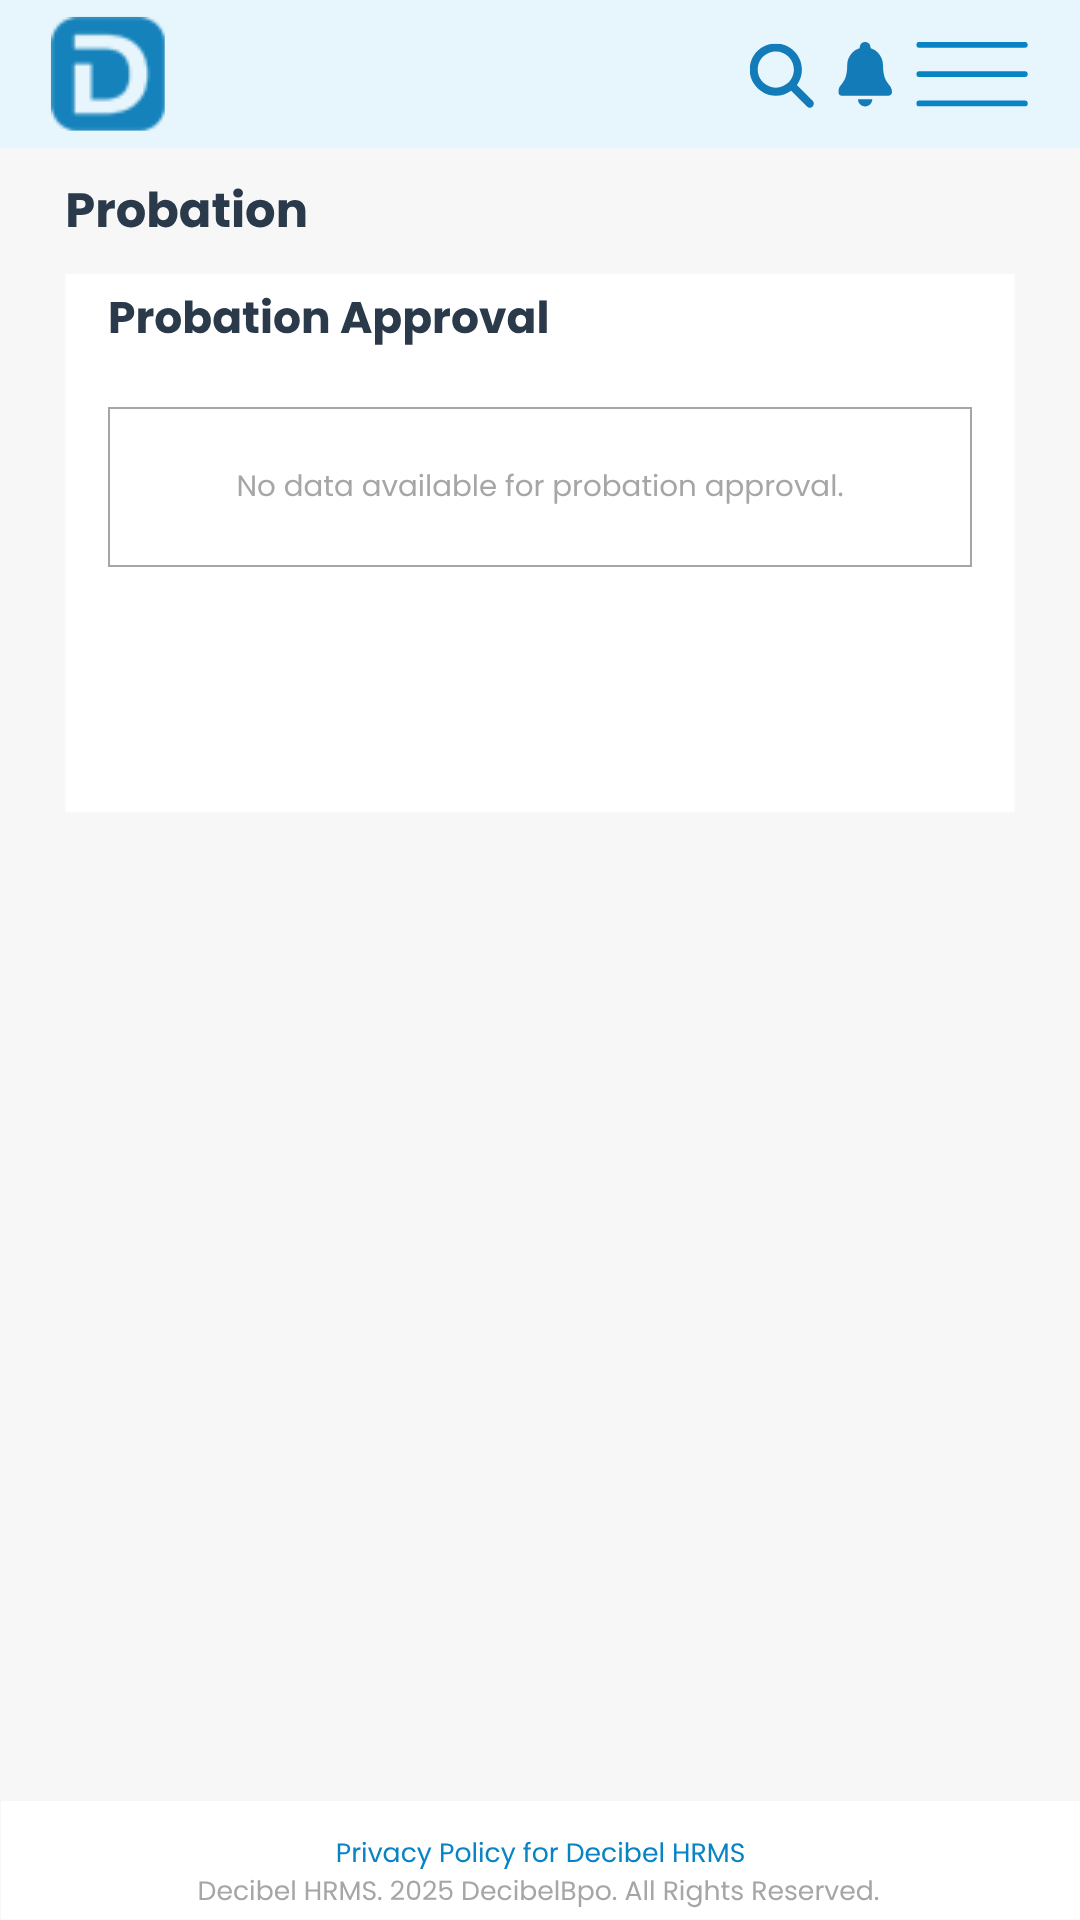 D
Probation
Probation Approval
No data available for probation approval.
Privacy Policy for Decibel HRMS
Decibel HRMS. 2025 DecibelBpo. All Rights Reserved.